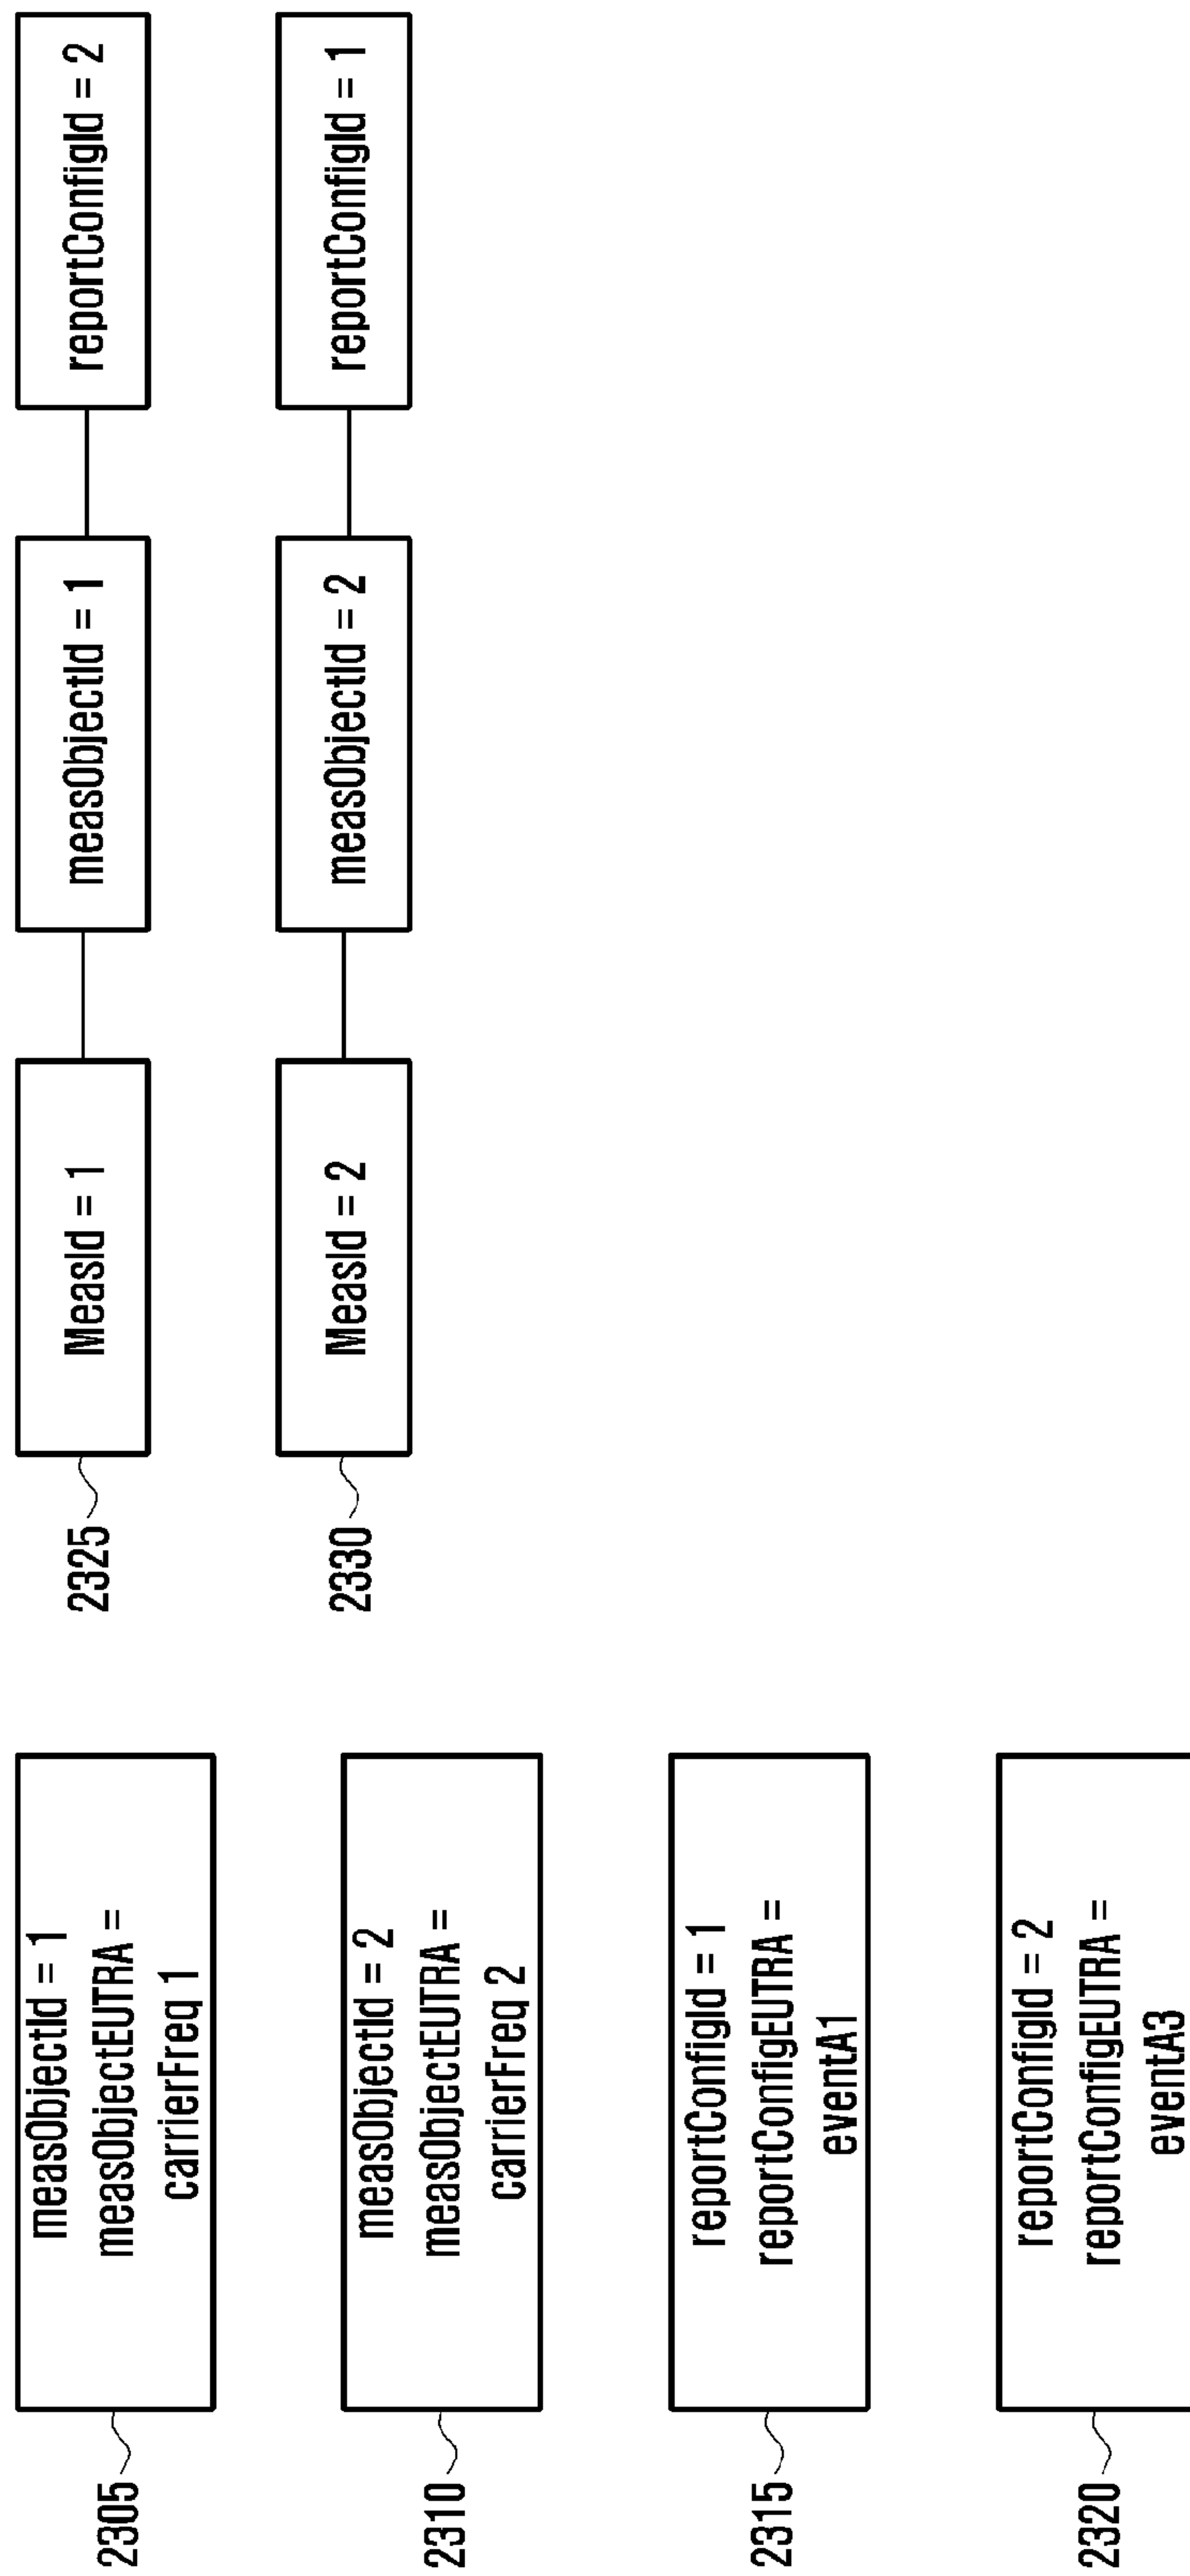 2305
measObjectId = 1
measObjectEUTRA =
carrierFreq 1
2310
measObjectId = 2
measObjectEUTRA =
carrierFreq 2
2315
reportConfigId = 1
reportConfigEUTRA =
eventA1
2320
reportConfigId = 2
reportConfigEUTRA =
eventA3
2325
MeasId = 1
measObjectId = 1
reportConfigId = 2
2330
MeasId = 2
measObjectId = 2
reportConfigId = 1